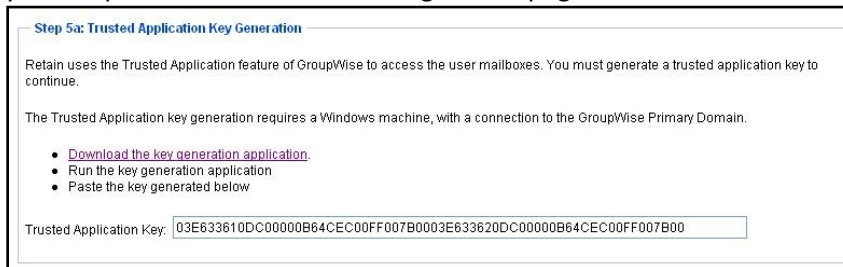 Step 5a: Trusted Application Key Generation
Retain uses the Trusted Application feature of GroupWise to access the user mailboxes. You must generate a trusted application key to
continue.
The Trusted Application key generation requires a Windows machine, with a connection to the GroupWise Primary Domain.
• Download the key generation application.
• Run the key generation application
• Paste the key generated below
Trusted Application Key: 03E633610DC00000B64CEC00FF007B0003E633620DC00000B64CEC00FF007B00